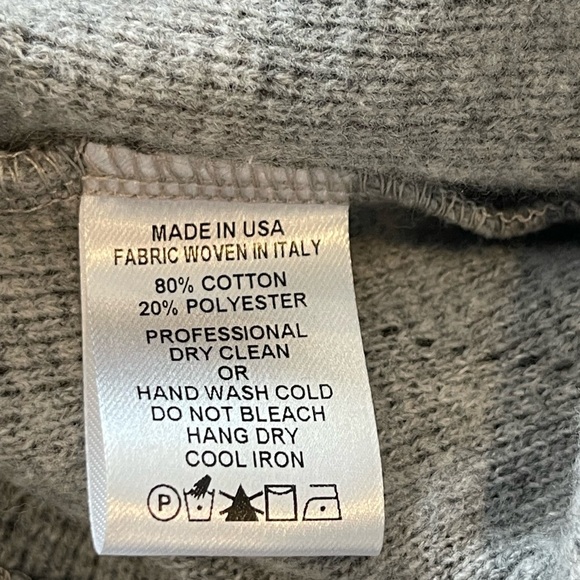 MADE IN USA
FABRIC WOVEN IN ITALY
80% COTTON
20% POLYESTER
PROFESSIONAL
DRY CLEAN
OR
HAND WASH COLD
DO NOT BLEACH
HANG DRY
COOL IRON
P